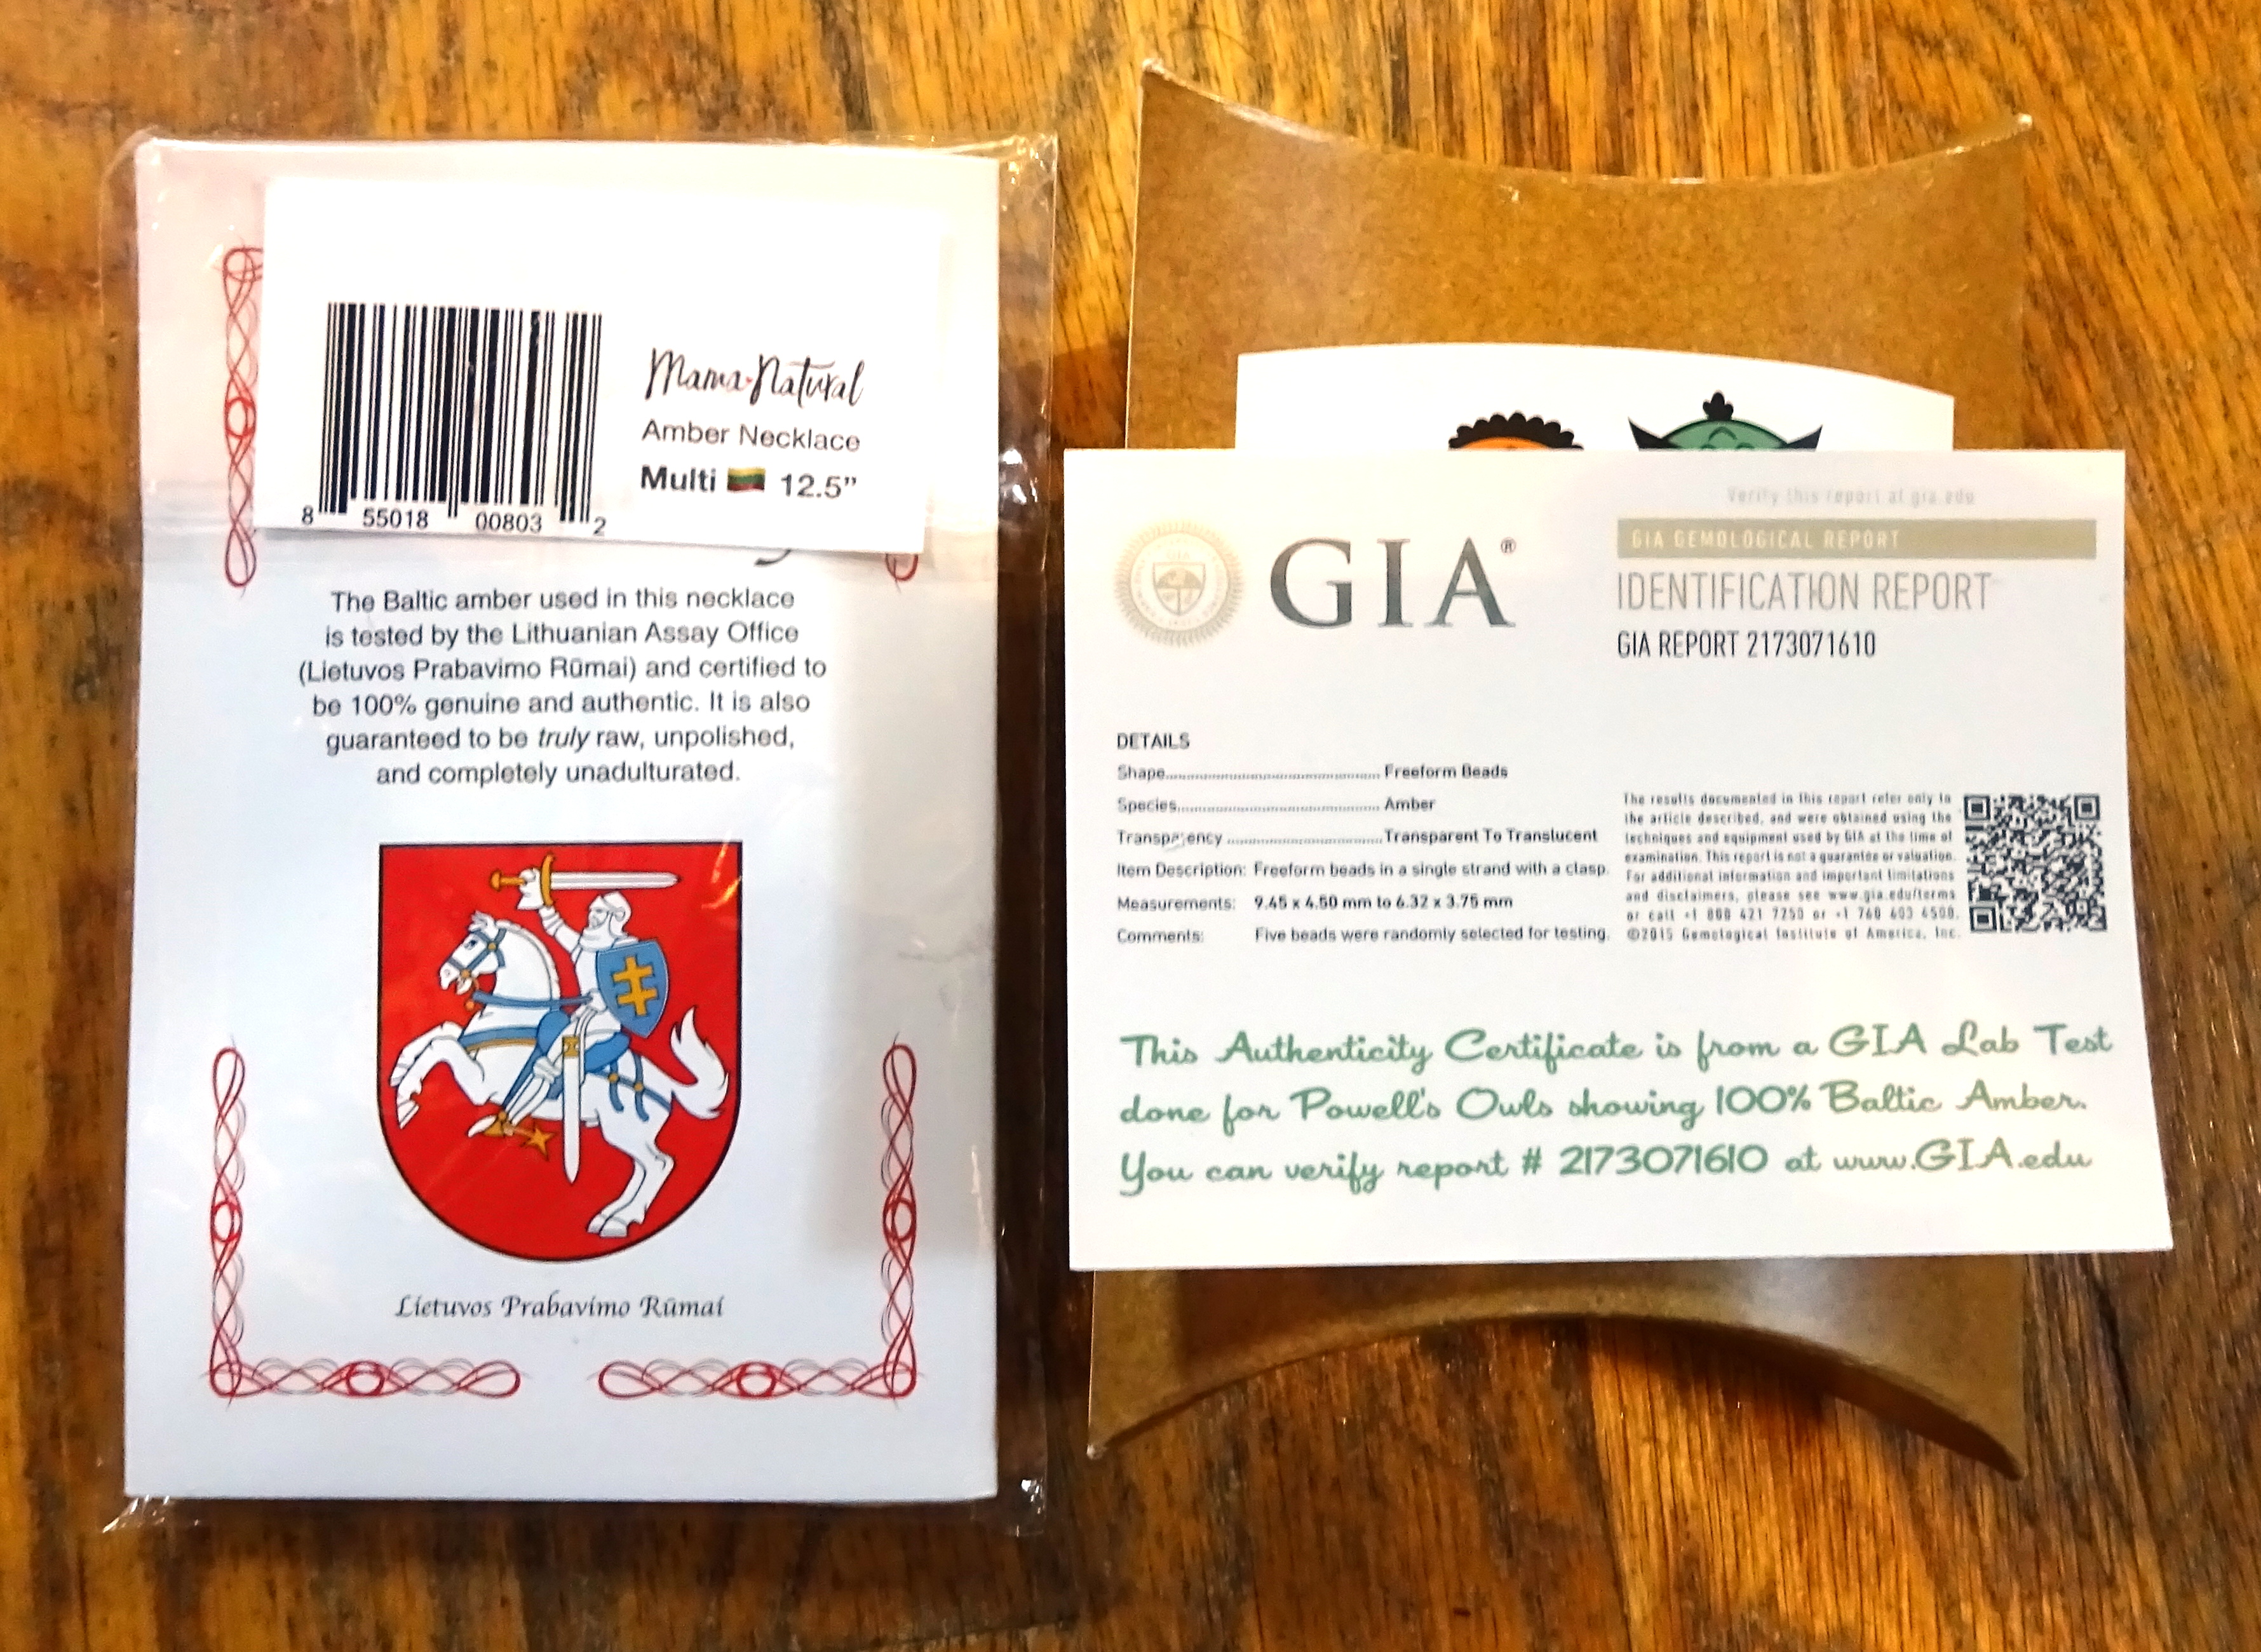 Mama Natural
Amber Necklace
Multi 12.5”
8 55018 00803 2
The Baltic amber used in this necklace
is tested by the Lithuanian Assay Office
(Lietuvos Prabavimo Rūmai) and certified to
be 100% genuine and authentic. It is also
guaranteed to be truly raw, unpolished,
and completely unadulturated.
Lietuvos Prabavimo Rūmai
Verify this report at gia.edu
GIA®
GIA GEMOLOGICAL REPORT
IDENTIFICATION REPORT
GIA REPORT 2173071610
DETAILS
Shape.......... Freeform Beads
Species.......... Amber
Transparency .......... Transparent To Translucent
Item Description: Freeform beads in a single strand with a clasp.
Measurements: 9.45 x 4.50 mm to 6.32 x 3.75 mm
Comments: Five beads were randomly selected for testing.
The results documented in this report refer only to
the article described, and were obtained using the
techniques and equipment used by GIA at the time of
examination. This report is not a guarantee or valuation.
For additional information and important limitations
and disclaimers, please see www.gia.edu/terms
or call +1 800 421 7250 or +1 760 603 4500.
©2015 Gemological Institute of America, Inc.
This Authenticity Certificate is from a GIA Lab Test
done for Powell's Owls showing 100% Baltic Amber.
You can verify report # 2173071610 at www.GIA.edu